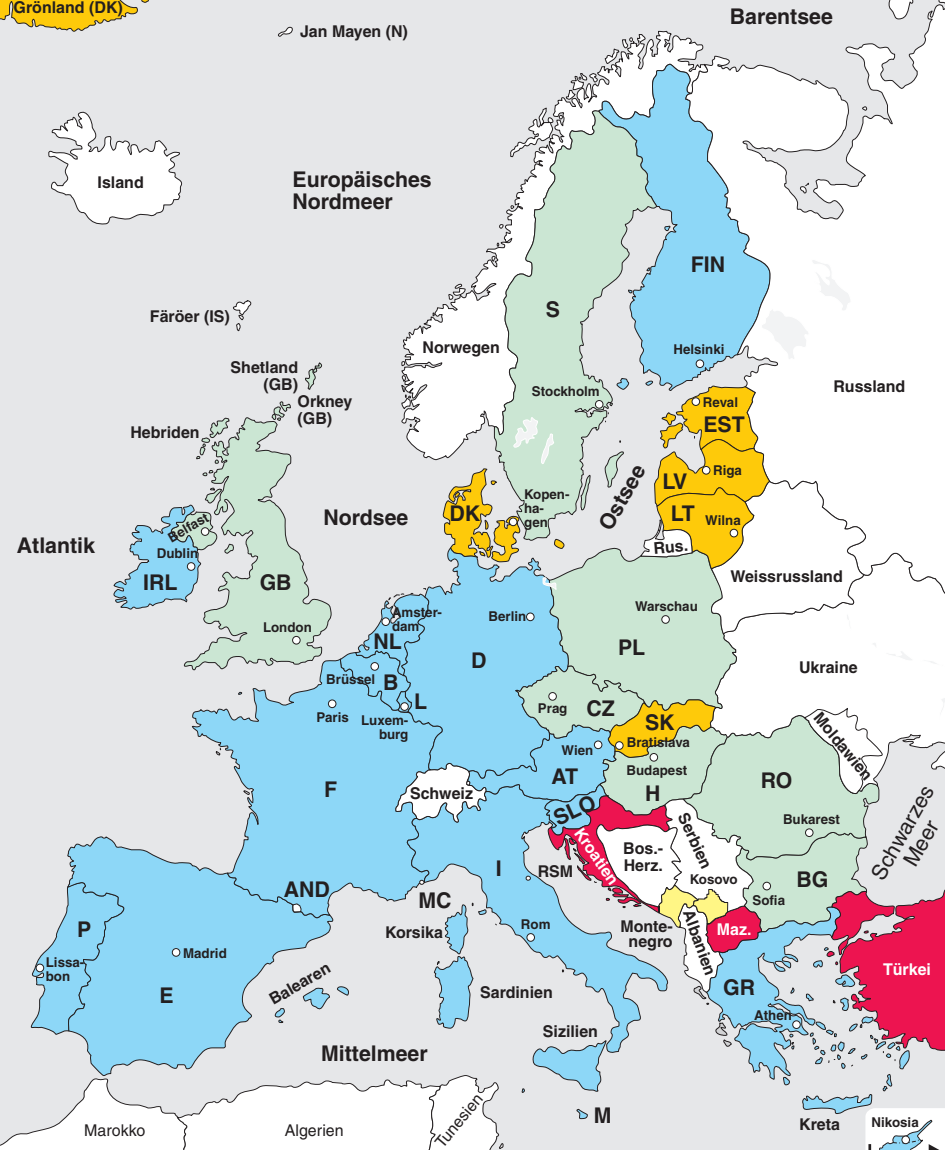 Grönland (DK)
Barentsee
Jan Mayen (N)
Island
Europäisches
Nordmeer
FIN
Färöer (IS)
S
Norwegen
Helsinki
Shetland
(GB)
Russland
Stockholm
Orkney
(GB)
Reval
EST
Hebriden
Riga
LV
Ostsee
Kopen-
ha-
gen
DK
LT
Wilna
Nordsee
Belfast
Atlantik
Rus.
Dublin
IRL
GB
Weissrussland
Warschau
Amster-
dam
Berlin
London
NL
PL
D
Ukraine
Brüssel
B
L
Prag
CZ
Paris
Luxem-
burg
SK
Bratislava
Moldawien
Wien
Budapest
AT
RO
F
Schweiz
H
SLO
Bukarest
Schwarzes
Meer
Serbien
Kroatien
Bos.-
Herz.
I
RSM
Kosovo
BG
AND
MC
Sofia
P
Korsika
Rom
Monte-
negro
Albanien
Maz.
Madrid
Lissa-
bon
Türkei
E
Balearen
Sardinien
GR
Athen
Sizilien
Mittelmeer
M
Kreta
Nikosia
Marokko
Algerien
Tunesien